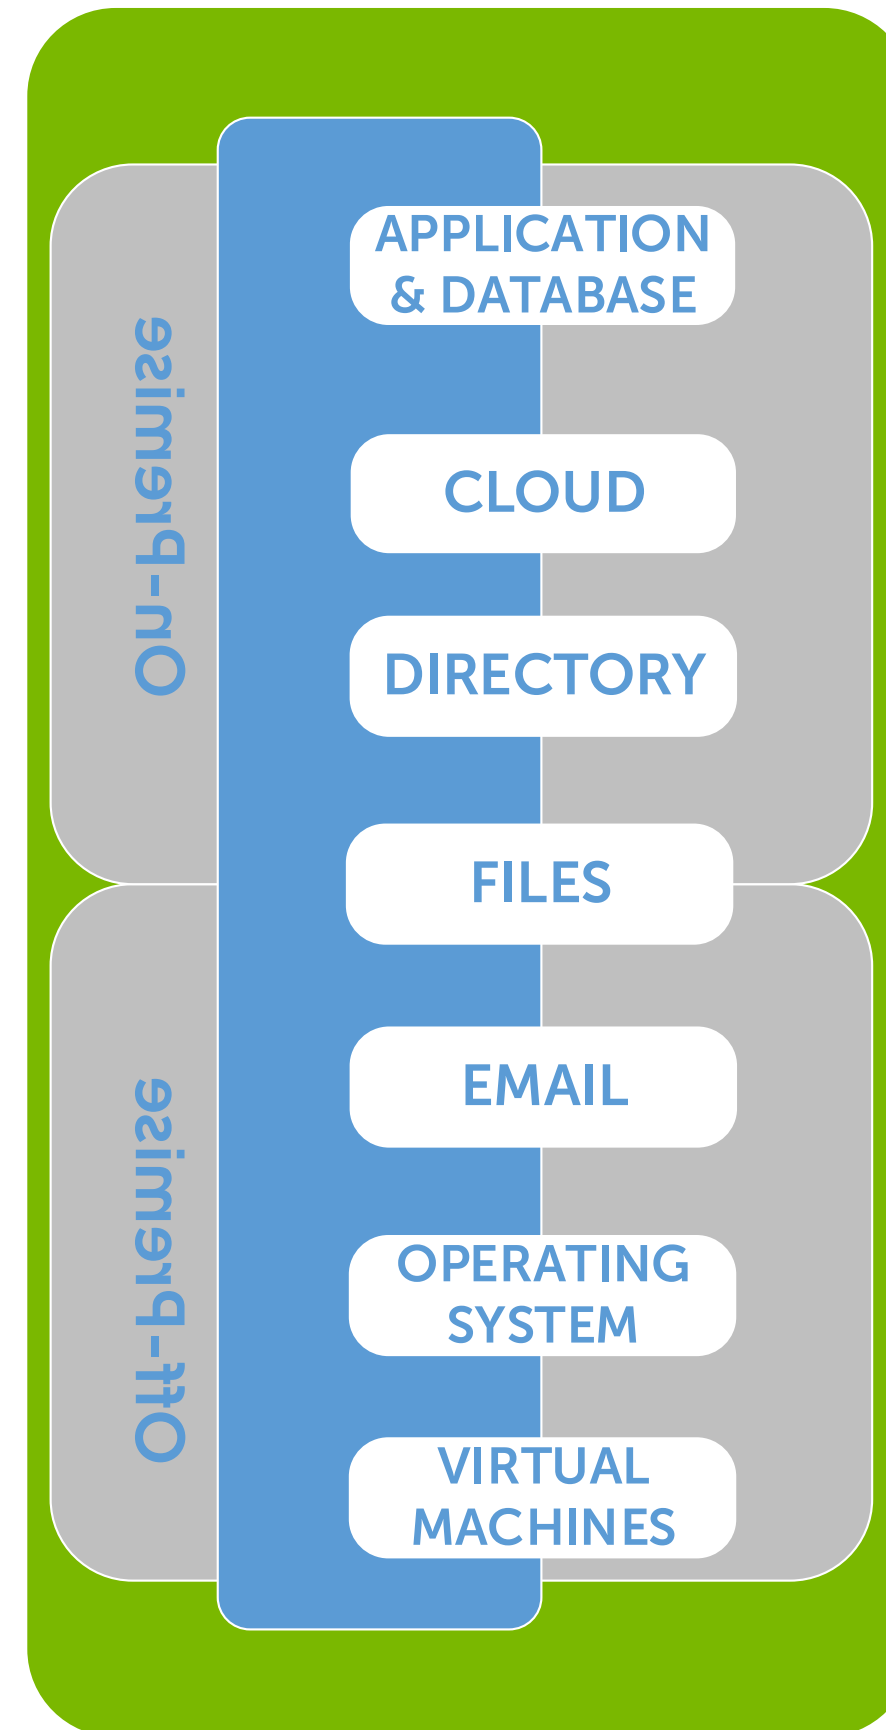 APPLICATION
& DATABASE
On-Premise
CLOUD
DIRECTORY
FILES
EMAIL
Off-Premise
OPERATING
SYSTEM
VIRTUAL
MACHINES